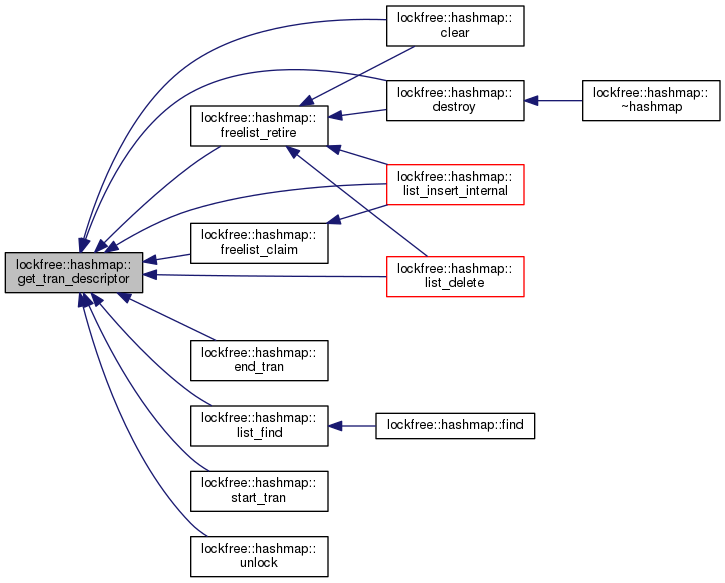 lockfree::hashmap::
clear
lockfree::hashmap::
destroy
lockfree::hashmap::
~hashmap
lockfree::hashmap::
freelist_retire
lockfree::hashmap::
list_insert_internal
lockfree::hashmap::
freelist_claim
lockfree::hashmap::
get_tran_descriptor
lockfree::hashmap::
list_delete
lockfree::hashmap::
end_tran
lockfree::hashmap::
list_find
lockfree::hashmap::find
lockfree::hashmap::
start_tran
lockfree::hashmap::
unlock